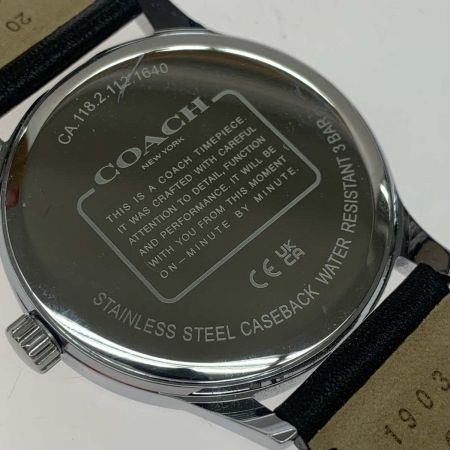 CA.118.2.112.1640
COACH
NEW YORK
THIS IS A COACH TIMEPIECE.
IT WAS CRAFTED WITH CAREFUL
ATTENTION TO DETAIL, FUNCTION
AND PERFORMANCE. IT WILL BE
WITH YOU FROM THIS MOMENT
ON - MINUTE BY MINUTE.
CE UK CA
STAINLESS STEEL CASEBACK WATER RESISTANT 3 BAR
20
1903